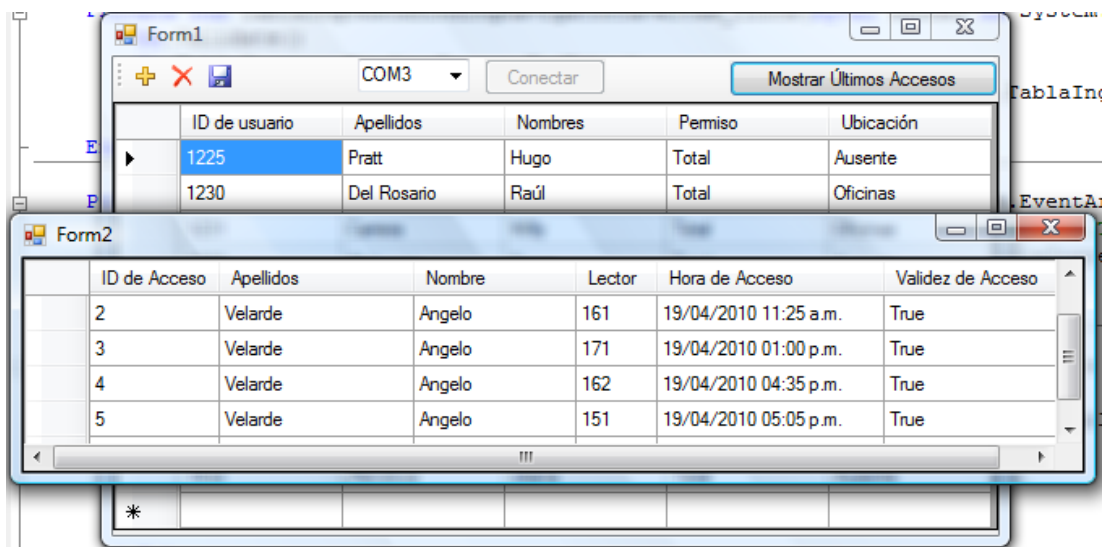 Form1
COM3 Conectar Mostrar Últimos Accesos
TablaIng
ID de usuario Apellidos Nombres Permiso Ubicación
1225 Pratt Hugo Total Ausente
1230 Del Rosario Raúl Total Oficinas
.EventAr
Form2
ID de Acceso Apellidos Nombre Lector Hora de Acceso Validez de Acceso
2 Velarde Angelo 161 19/04/2010 11:25 a.m. True
3 Velarde Angelo 171 19/04/2010 01:00 p.m. True
4 Velarde Angelo 162 19/04/2010 04:35 p.m. True
5 Velarde Angelo 151 19/04/2010 05:05 p.m. True